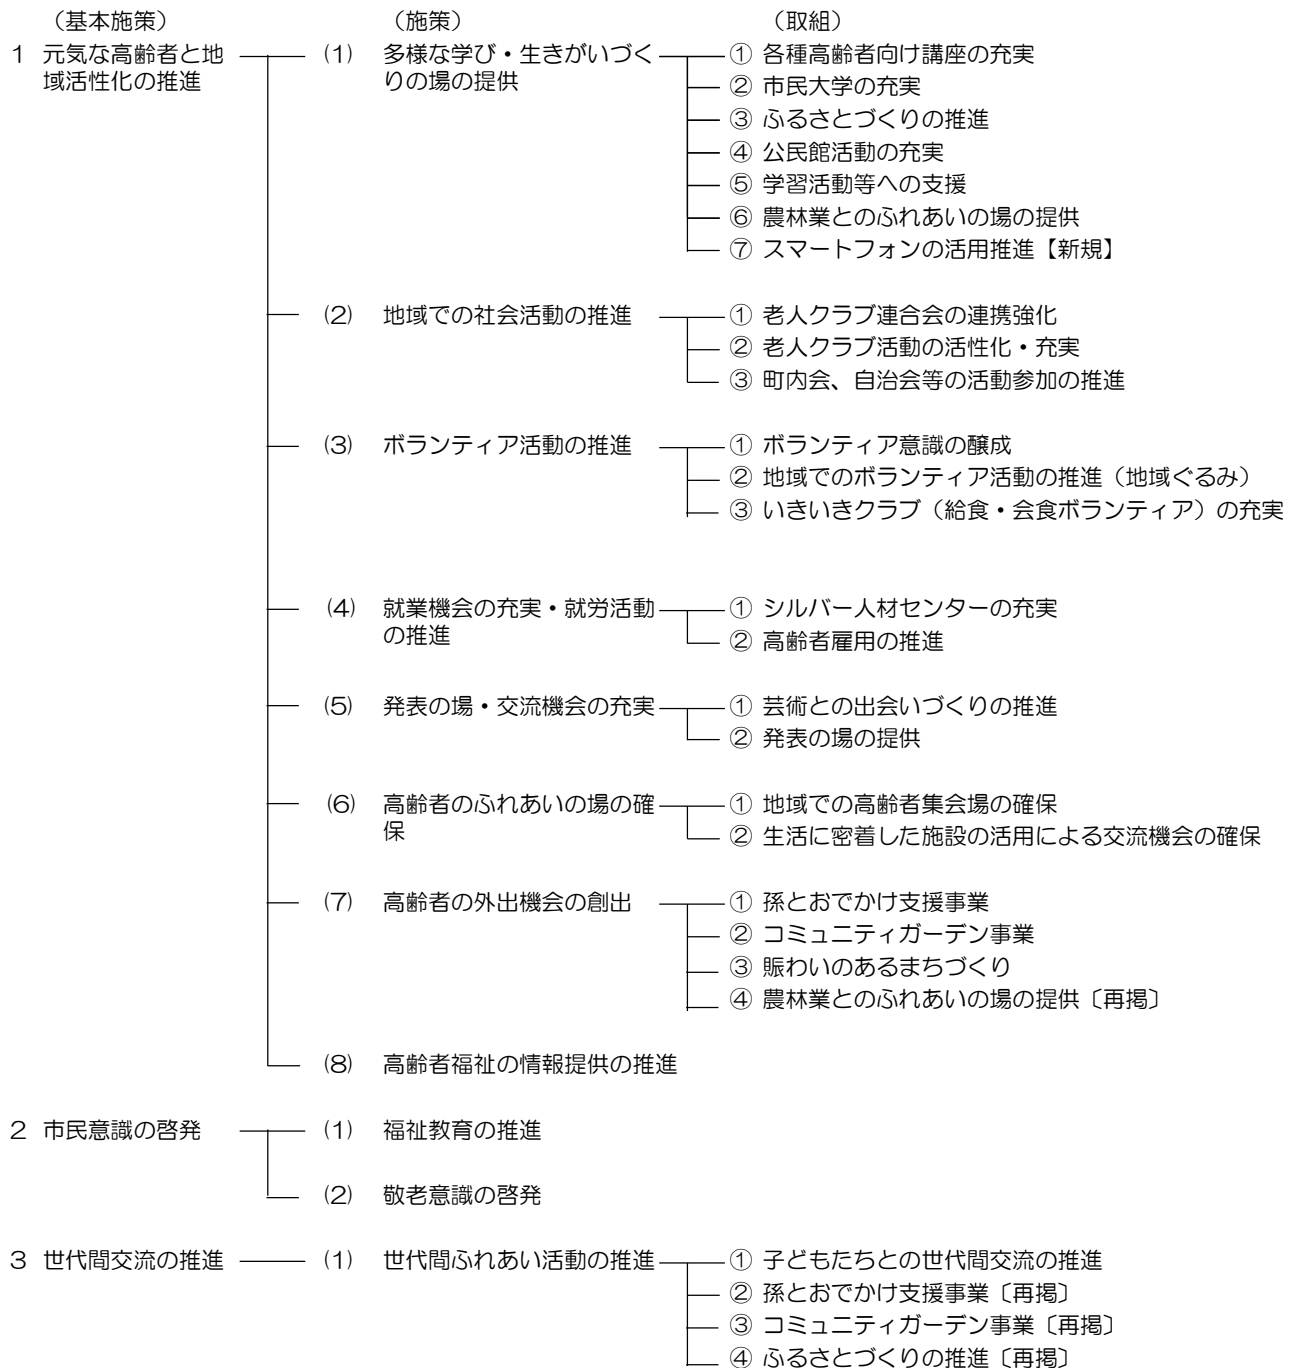 （基本施策） （施策） （取組）
1 元気な高齢者と地 (1) 多様な学び・生きがいづく ① 各種高齢者向け講座の充実
域活性化の推進 りの場の提供
② 市民大学の充実
③ ふるさとづくりの推進
④ 公民館活動の充実
⑤ 学習活動等への支援
⑥ 農林業とのふれあいの場の提供
⑦ スマートフォンの活用推進【新規】
(2) 地域での社会活動の推進 ① 老人クラブ連合会の連携強化
② 老人クラブ活動の活性化・充実
③ 町内会、自治会等の活動参加の推進
(3) ボランティア活動の推進 ① ボランティア意識の醸成
② 地域でのボランティア活動の推進（地域ぐるみ）
③ いきいきクラブ（給食・会食ボランティア）の充実
(4) 就業機会の充実・就労活動 ① シルバー人材センターの充実
の推進 ② 高齢者雇用の推進
(5) 発表の場・交流機会の充実 ① 芸術との出会いづくりの推進
② 発表の場の提供
(6) 高齢者のふれあいの場の確 ① 地域での高齢者集会場の確保
保 ② 生活に密着した施設の活用による交流機会の確保
(7) 高齢者の外出機会の創出 ① 孫とおでかけ支援事業
② コミュニティガーデン事業
③ 賑わいのあるまちづくり
④ 農林業とのふれあいの場の提供〔再掲〕
(8) 高齢者福祉の情報提供の推進
2 市民意識の啓発 (1) 福祉教育の推進
(2) 敬老意識の啓発
3 世代間交流の推進 (1) 世代間ふれあい活動の推進 ① 子どもたちとの世代間交流の推進
② 孫とおでかけ支援事業〔再掲〕
③ コミュニティガーデン事業〔再掲〕
④ ふるさとづくりの推進〔再掲〕